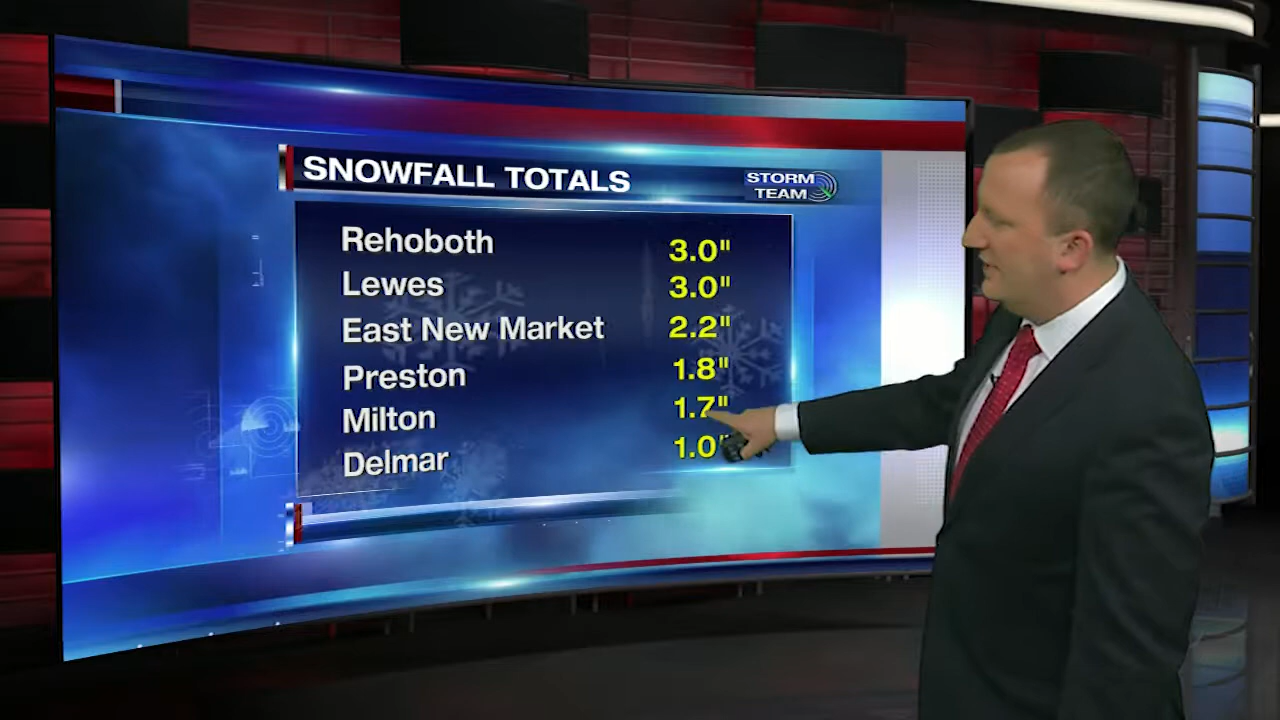 SNOWFALL TOTALS
STORM
TEAM
Rehoboth 3.0"
Lewes 3.0"
East New Market 2.2"
Preston 1.8"
Milton 1.7"
Delmar 1.0"